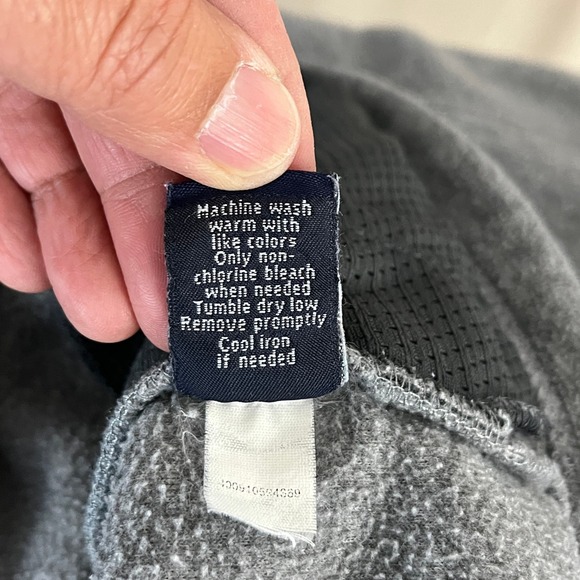 Machine wash
warm with
like colors
Only non-
chlorine bleach
when needed
Tumble dry low
Remove promptly
Cool iron
if needed